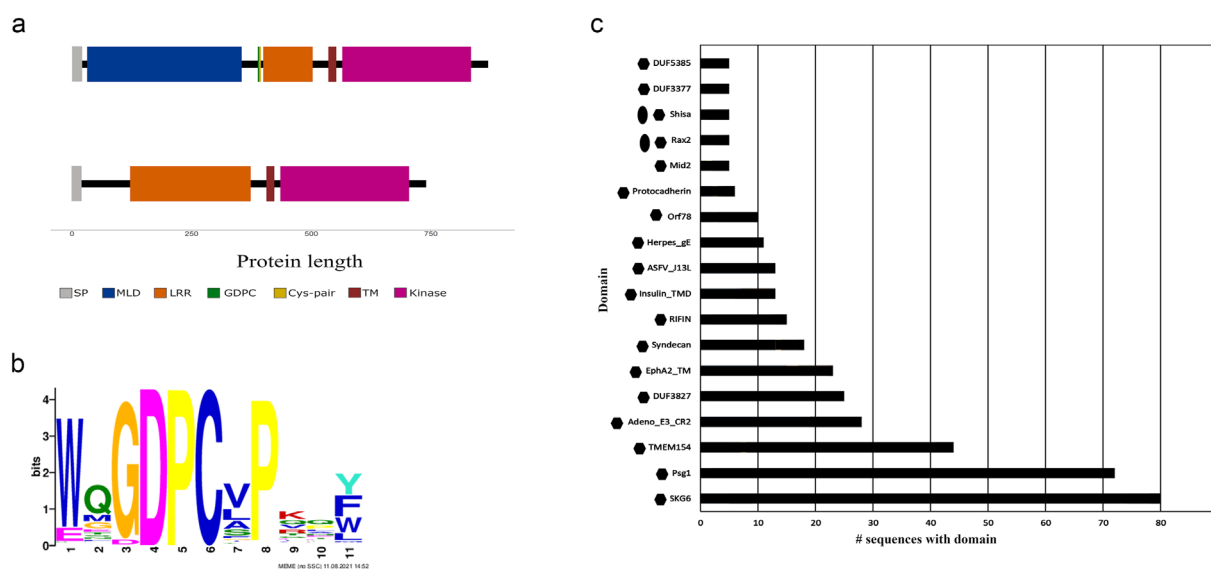 a
0 250 500 750
Protein length
SP MLD LRR GDPC Cys-pair TM Kinase
b
bits
4
3
2
1
0
W Q G D P C V P K Q Y
E M L Q F
G A V W
D S R L
1 2 3 4 5 6 7 8 9 10 11
MEME (no SSC) 11.08.2021 14:52
c
Domain
DUF5385
DUF3377
Shisa
Rax2
Mid2
Protocadherin
Orf78
Herpes_gE
ASFV_J13L
Insulin_TMD
RIFIN
Syndecan
EphA2_TM
DUF3827
Adeno_E3_CR2
TMEM154
Psg1
SKG6
0 10 20 30 40 50 60 70 80
# sequences with domain